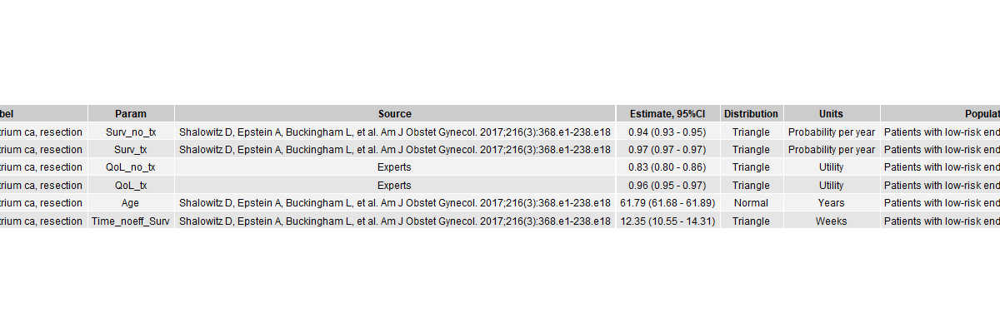 bel Param Source Estimate, 95%CI Distribution Units Populat
trium ca, resection Surv_no_tx Shalowitz D, Epstein A, Buckingham L, et al. Am J Obstet Gynecol. 2017;216(3):368.e1-238.e18 0.94 (0.93 - 0.95) Triangle Probability per year Patients with low-risk end
trium ca, resection Surv_tx Shalowitz D, Epstein A, Buckingham L, et al. Am J Obstet Gynecol. 2017;216(3):368.e1-238.e18 0.97 (0.97 - 0.97) Triangle Probability per year Patients with low-risk end
trium ca, resection QoL_no_tx Experts 0.83 (0.80 - 0.86) Triangle Utility Patients with low-risk end
trium ca, resection QoL_tx Experts 0.96 (0.95 - 0.97) Triangle Utility Patients with low-risk end
trium ca, resection Age Shalowitz D, Epstein A, Buckingham L, et al. Am J Obstet Gynecol. 2017;216(3):368.e1-238.e18 61.79 (61.68 - 61.89) Normal Years Patients with low-risk end
trium ca, resection Time_noeff_Surv Shalowitz D, Epstein A, Buckingham L, et al. Am J Obstet Gynecol. 2017;216(3):368.e1-238.e18 12.35 (10.55 - 14.31) Triangle Weeks Patients with low-risk end